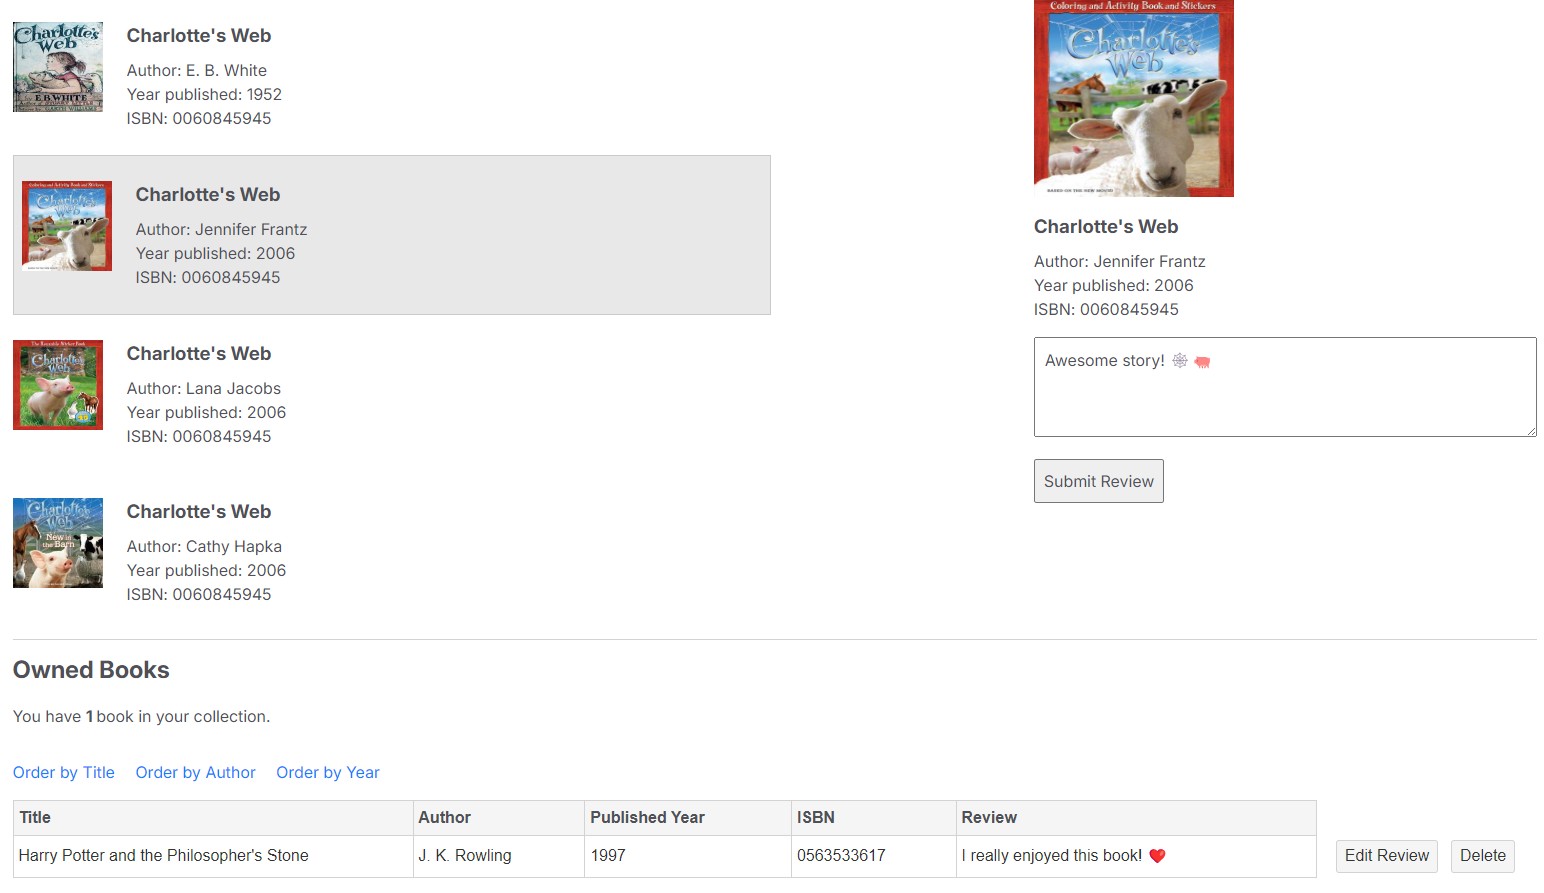 Charlotte's
Web
E.B.WHITE
Charlotte's Web
Author: E. B. White
Year published: 1952
ISBN: 0060845945
Coloring and Activity Book and Stickers
Charlotte's
Web
Charlotte's Web
Author: Jennifer Frantz
Year published: 2006
ISBN: 0060845945
Charlotte's
Web
Charlotte's Web
Author: Lana Jacobs
Year published: 2006
ISBN: 0060845945
Charlotte's
Web
New in
the Barn
Charlotte's Web
Author: Cathy Hapka
Year published: 2006
ISBN: 0060845945
Coloring and Activity Book and Stickers
Charlotte's
Web
BASED ON THE NEW MOVIE!
Charlotte's Web
Author: Jennifer Frantz
Year published: 2006
ISBN: 0060845945
Awesome story! 🕸️ 🐖
Submit Review
Owned Books
You have 1 book in your collection.
Order by Title Order by Author Order by Year
Title Author Published Year ISBN Review
Harry Potter and the Philosopher's Stone J. K. Rowling 1997 0563533617 I really enjoyed this book! ❤️ Edit Review Delete